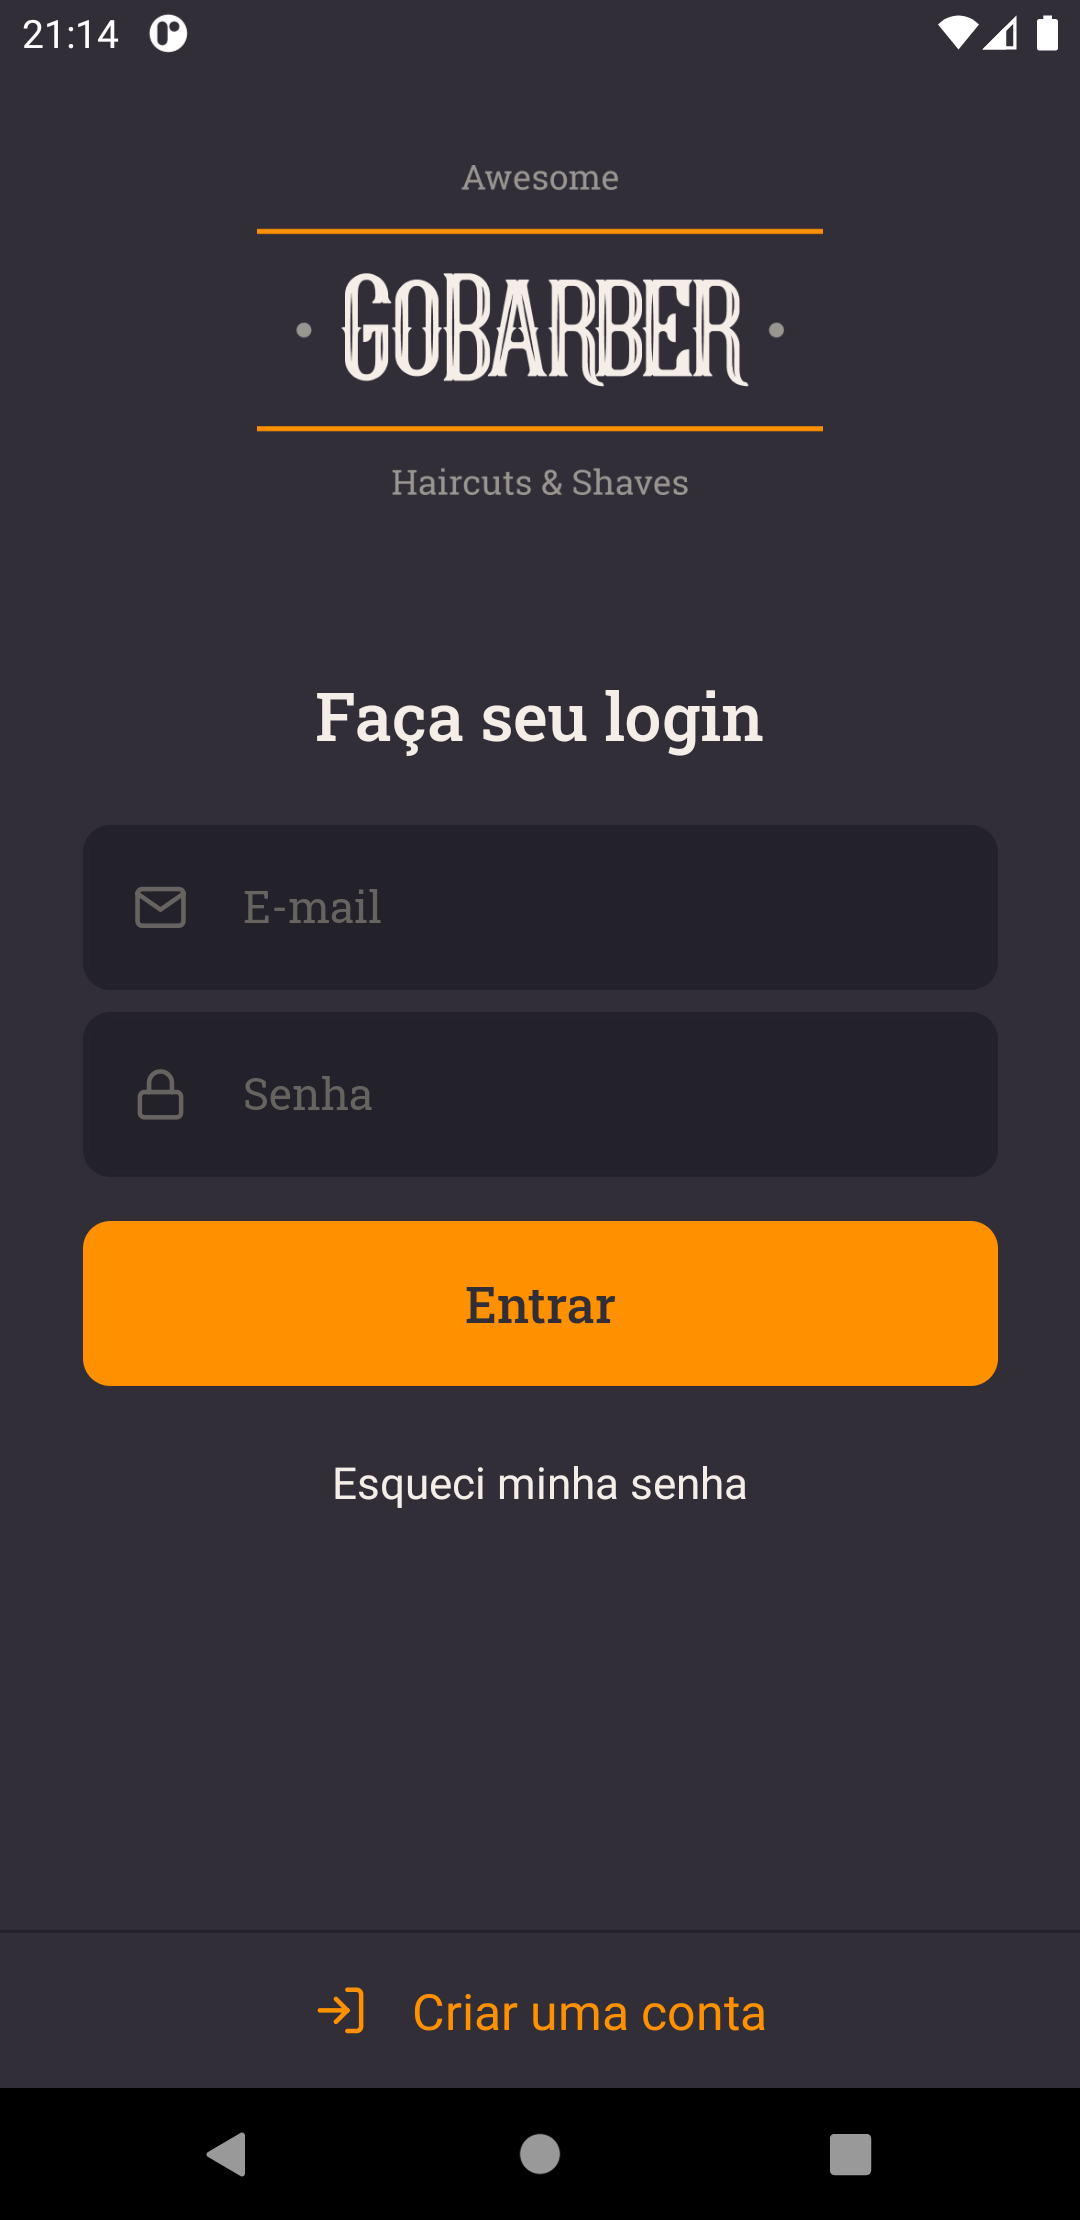 21:14
Awesome
GOBARBER
Haircuts & Shaves
Faça seu login
E-mail
Senha
Entrar
Esqueci minha senha
Criar uma conta